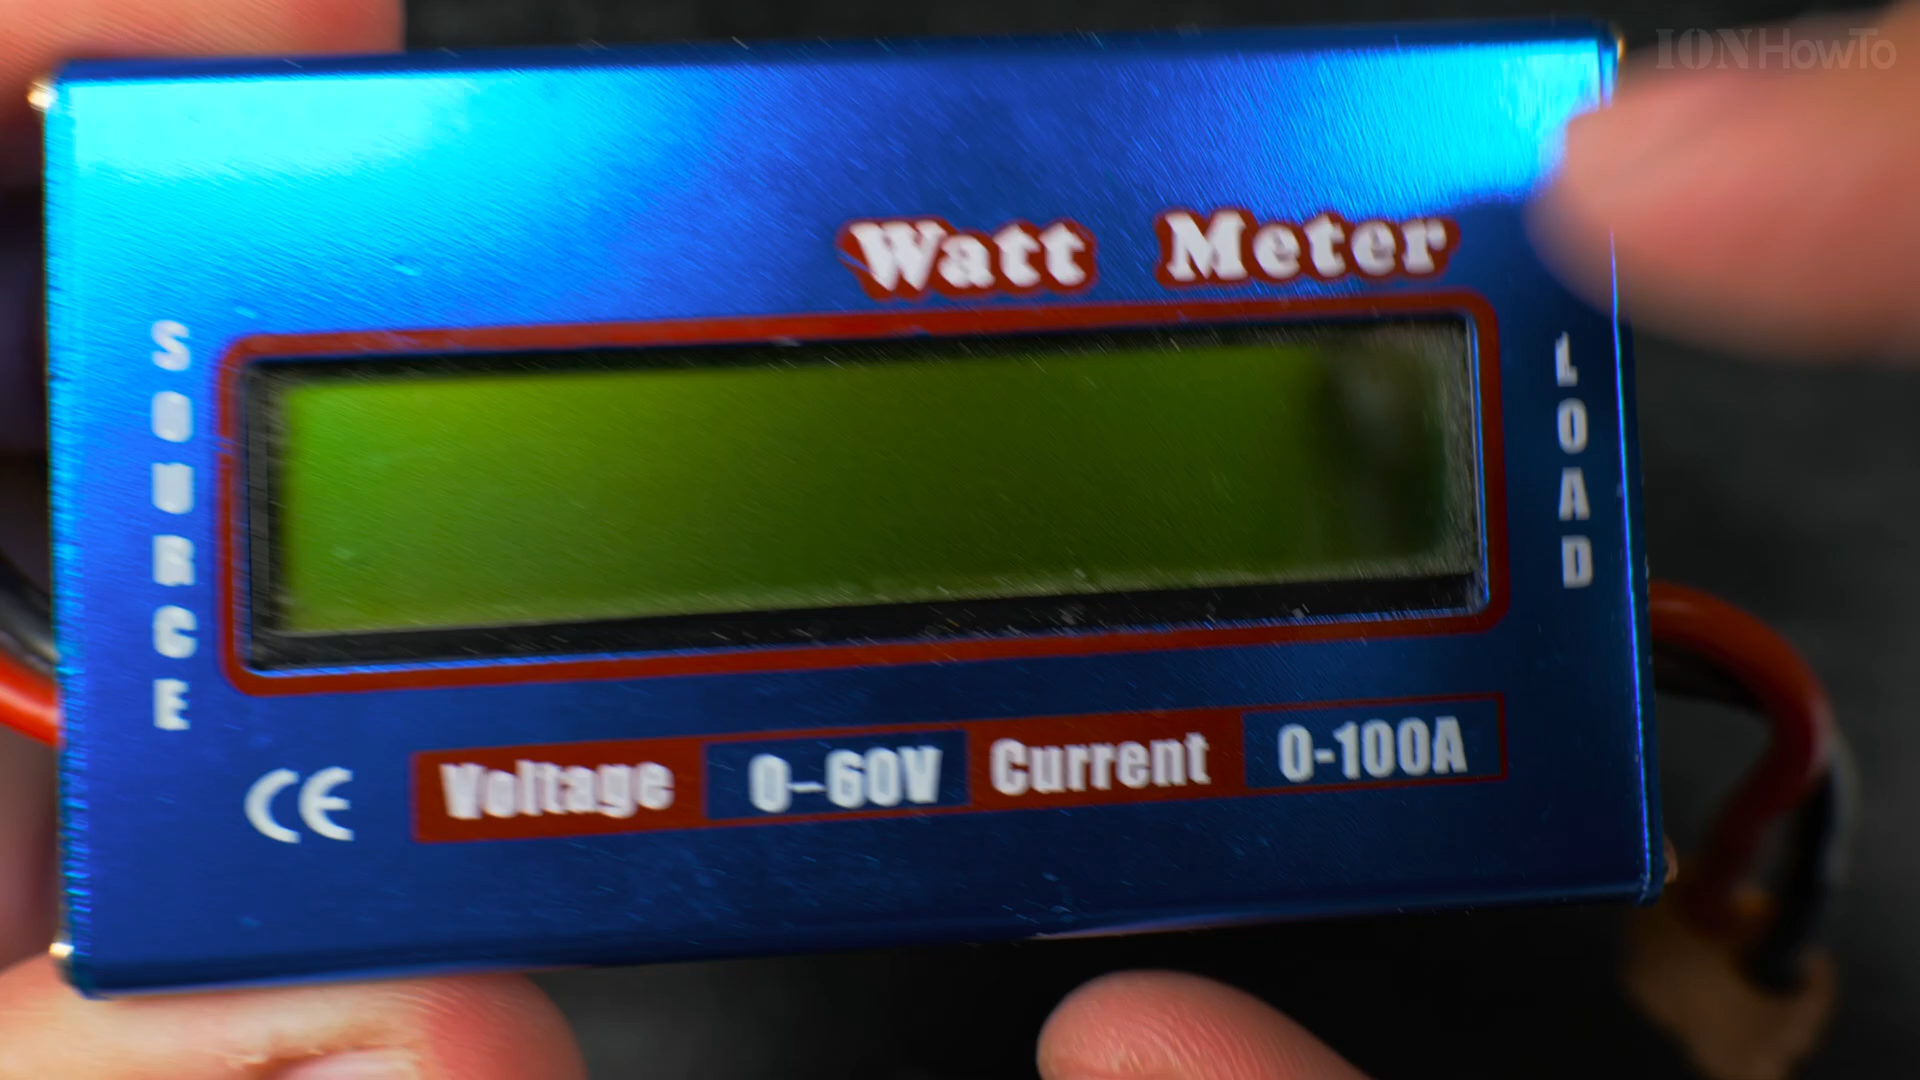 IONHowTo
Watt Meter
SOURCE
LOAD
CE Voltage 0-60V Current 0-100A